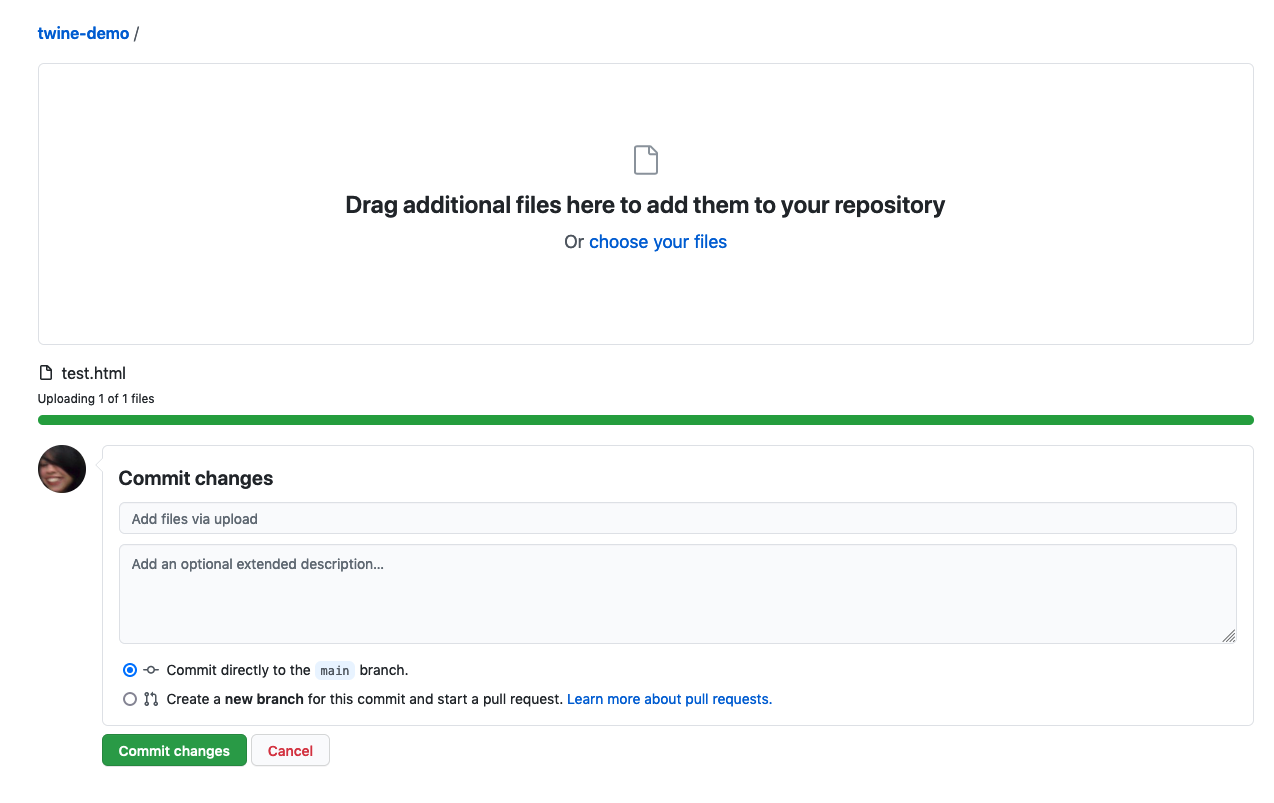 twine-demo /
Drag additional files here to add them to your repository
Or choose your files
test.html
Uploading 1 of 1 files
Commit changes
Add files via upload
Add an optional extended description...
Commit directly to the main branch.
Create a new branch for this commit and start a pull request. Learn more about pull requests.
Commit changes Cancel